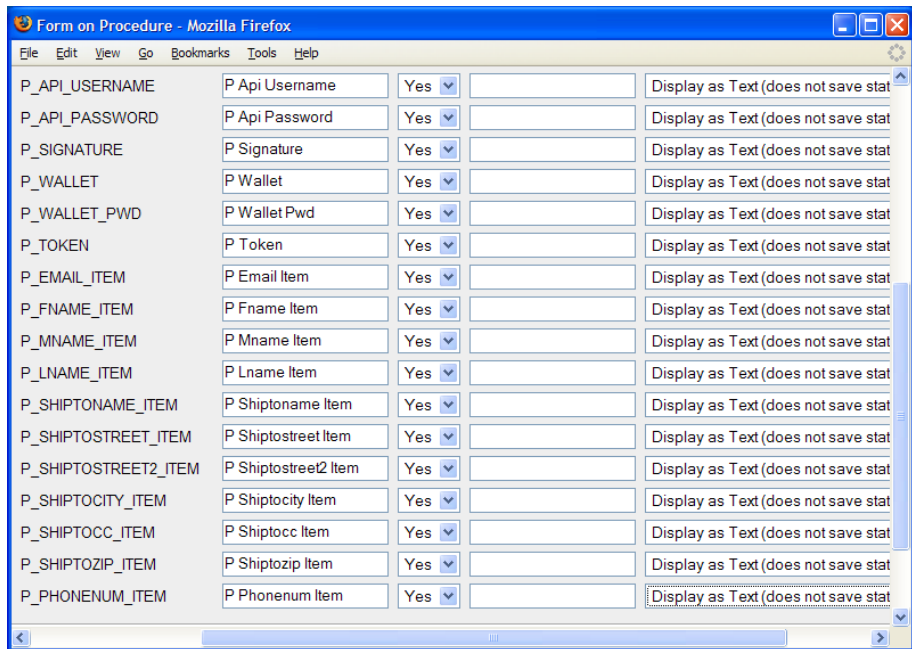 Form on Procedure - Mozilla Firefox
File Edit View Go Bookmarks Tools Help
P_API_USERNAME P Api Username Yes Display as Text (does not save stat
P_API_PASSWORD P Api Password Yes Display as Text (does not save stat
P_SIGNATURE P Signature Yes Display as Text (does not save stat
P_WALLET P Wallet Yes Display as Text (does not save stat
P_WALLET_PWD P Wallet Pwd Yes Display as Text (does not save stat
P_TOKEN P Token Yes Display as Text (does not save stat
P_EMAIL_ITEM P Email Item Yes Display as Text (does not save stat
P_FNAME_ITEM P Fname Item Yes Display as Text (does not save stat
P_MNAME_ITEM P Mname Item Yes Display as Text (does not save stat
P_LNAME_ITEM P Lname Item Yes Display as Text (does not save stat
P_SHIPTONAME_ITEM P Shiptoname Item Yes Display as Text (does not save stat
P_SHIPTOSTREET_ITEM P Shiptostreet Item Yes Display as Text (does not save stat
P_SHIPTOSTREET2_ITEM P Shiptostreet2 Item Yes Display as Text (does not save stat
P_SHIPTOCITY_ITEM P Shiptocity Item Yes Display as Text (does not save stat
P_SHIPTOCC_ITEM P Shiptocc Item Yes Display as Text (does not save stat
P_SHIPTOZIP_ITEM P Shiptozip Item Yes Display as Text (does not save stat
P_PHONENUM_ITEM P Phonenum Item Yes Display as Text (does not save stat